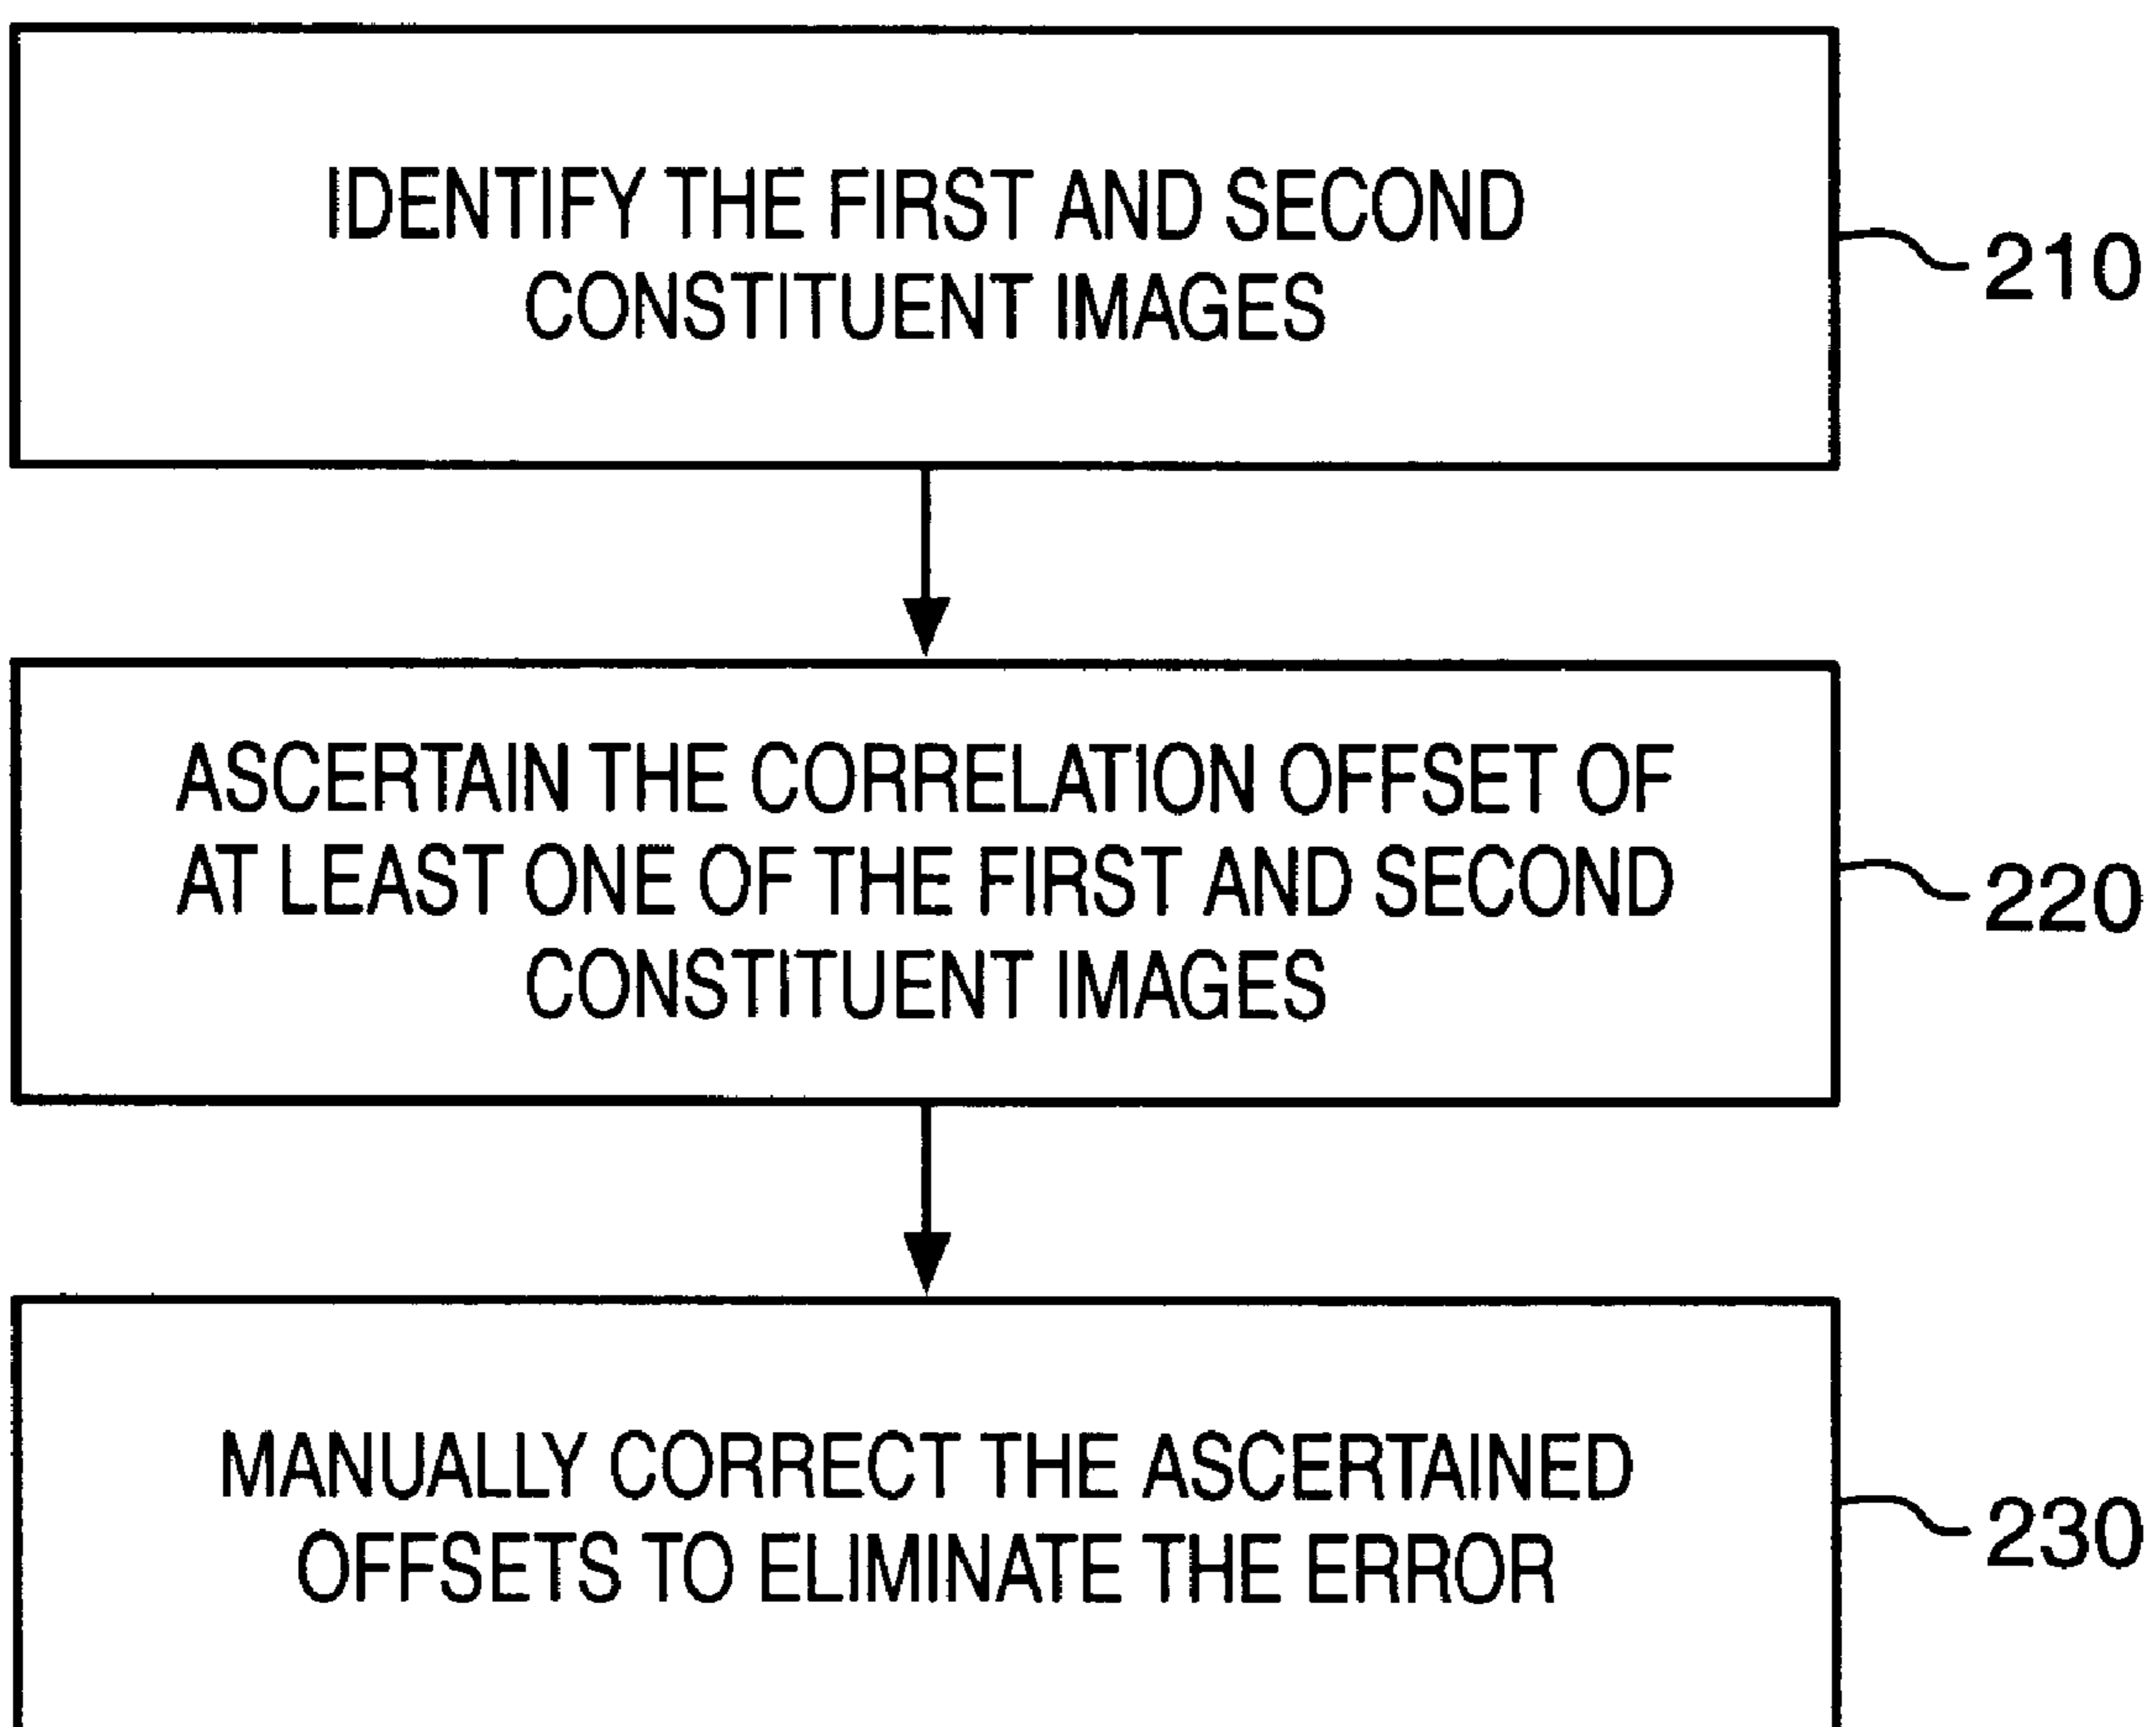 IDENTIFY THE FIRST AND SECOND
CONSTITUENT IMAGES
210
ASCERTAIN THE CORRELATION OFFSET OF
AT LEAST ONE OF THE FIRST AND SECOND
CONSTITUENT IMAGES
220
MANUALLY CORRECT THE ASCERTAINED
OFFSETS TO ELIMINATE THE ERROR
230